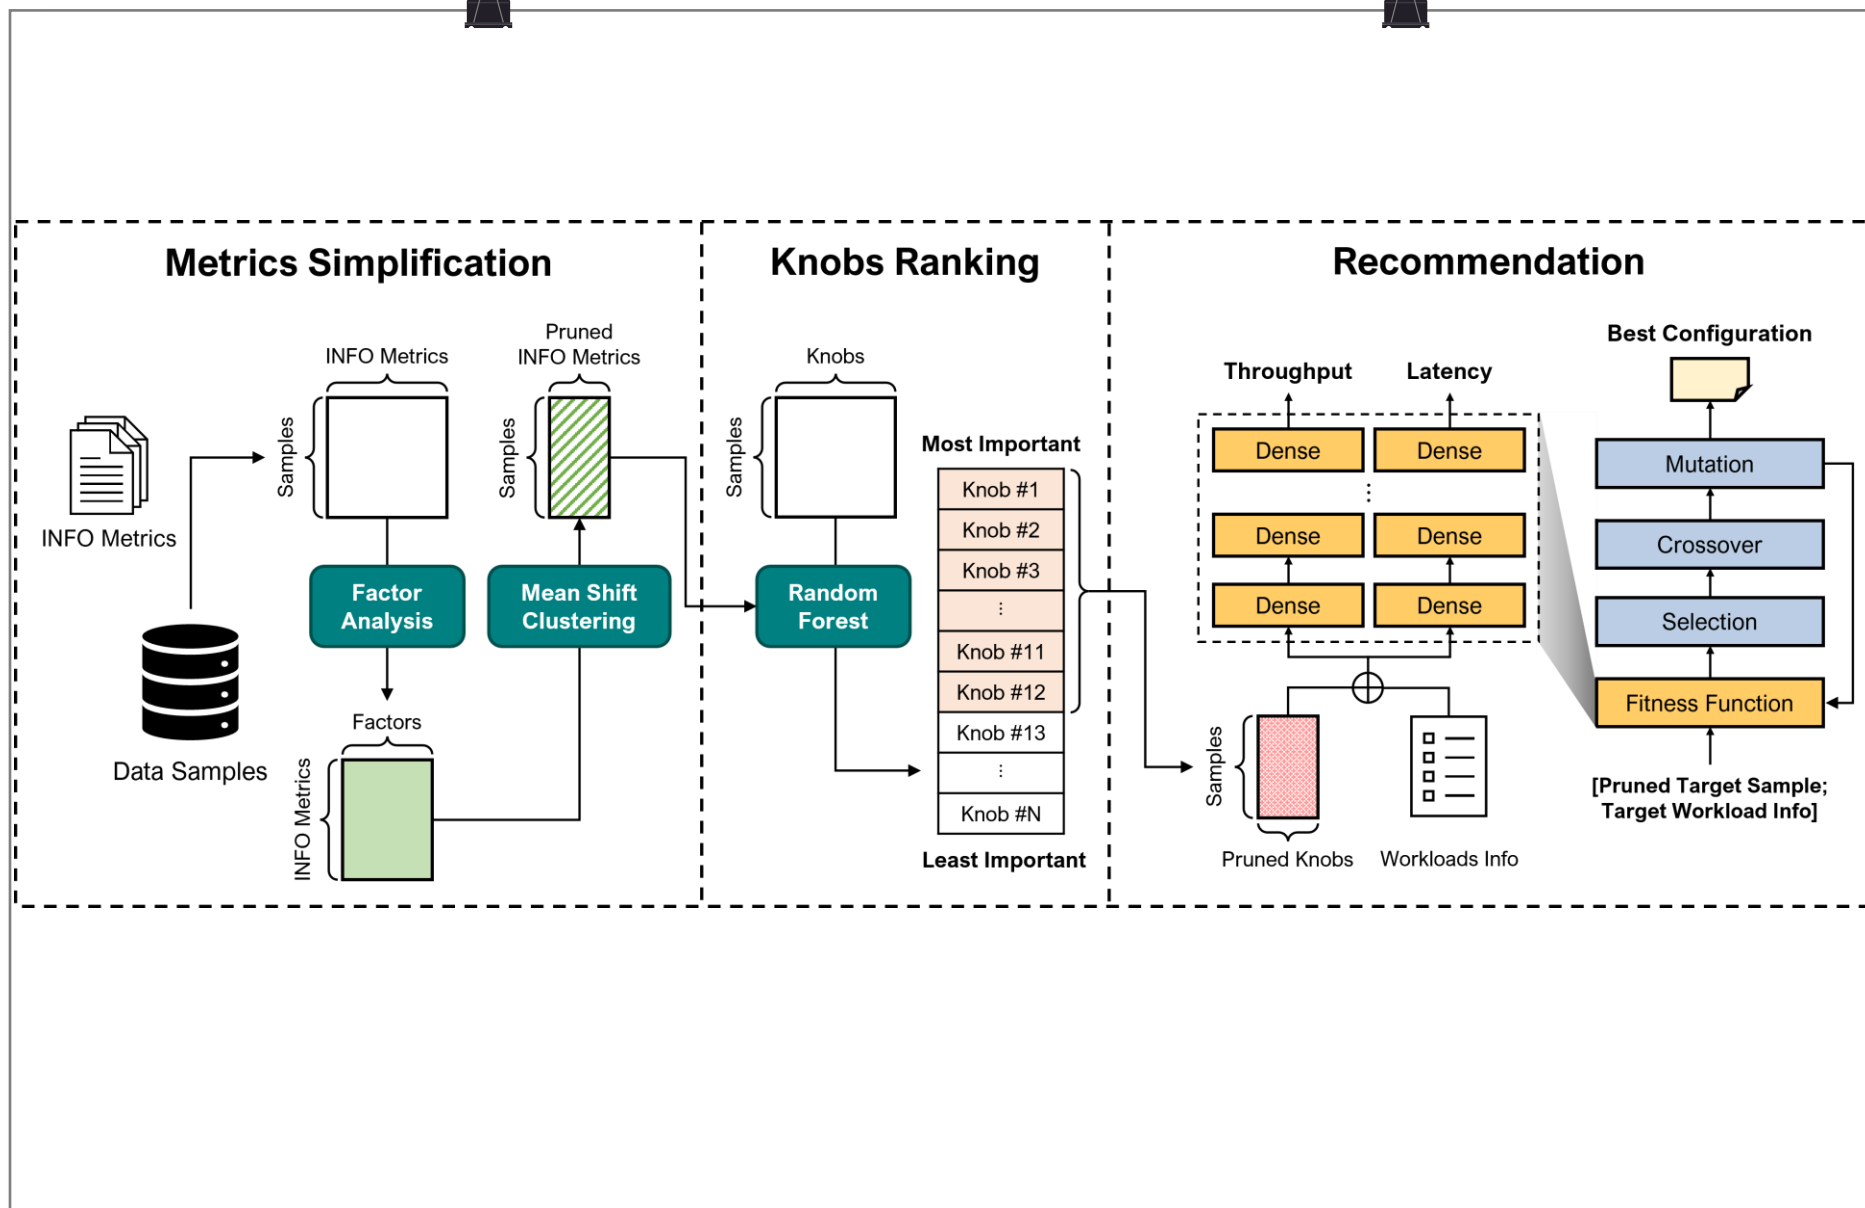 Metrics Simplification
INFO Metrics
Data Samples
INFO Metrics
Samples
Factor
Analysis
Factors
INFO Metrics
Pruned
INFO Metrics
Samples
Mean Shift
Clustering
Knobs Ranking
Knobs
Samples
Random
Forest
Most Important
Knob #1
Knob #2
Knob #3
⋮
Knob #11
Knob #12
Knob #13
⋮
Knob #N
Least Important
Recommendation
Throughput
Latency
Dense
Dense
⋮
Dense
Dense
Dense
Dense
Samples
Pruned Knobs
Workloads Info
Best Configuration
Mutation
Crossover
Selection
Fitness Function
[Pruned Target Sample;
Target Workload Info]